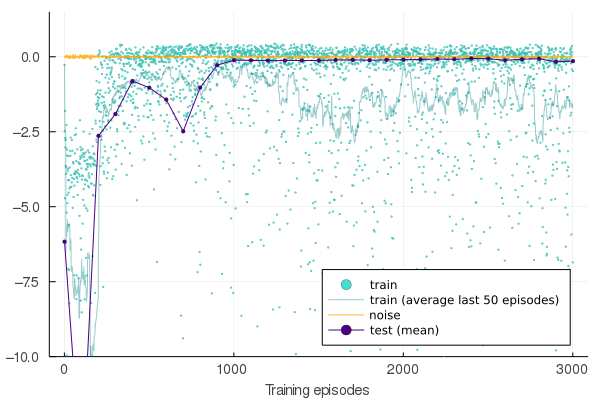 0.0
−2.5
−5.0
−7.5
−10.0
train
train (average last 50 episodes)
noise
test (mean)
0 1000 2000 3000
Training episodes